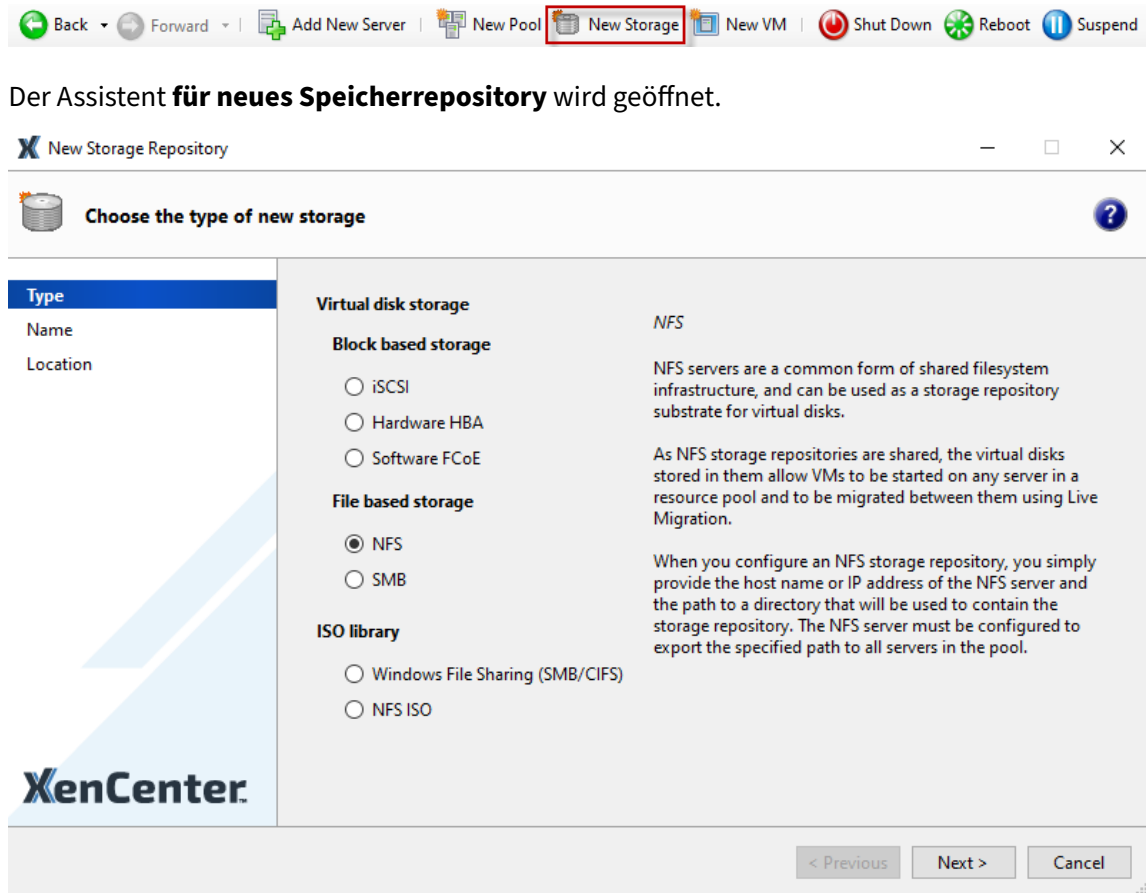 Back Forward Add New Server New Pool New Storage New VM Shut Down Reboot Suspend
Der Assistent für neues Speicherrepository wird geöffnet.
New Storage Repository
Choose the type of new storage
?
Type
Name
Location
Virtual disk storage
Block based storage
iSCSI
Hardware HBA
Software FCoE
File based storage
NFS
SMB
ISO library
Windows File Sharing (SMB/CIFS)
NFS ISO
NFS
NFS servers are a common form of shared filesystem
infrastructure, and can be used as a storage repository
substrate for virtual disks.
As NFS storage repositories are shared, the virtual disks
stored in them allow VMs to be started on any server in a
resource pool and to be migrated between them using Live
Migration.
When you configure an NFS storage repository, you simply
provide the host name or IP address of the NFS server and
the path to a directory that will be used to contain the
storage repository. The NFS server must be configured to
export the specified path to all servers in the pool.
XenCenter™
< Previous Next > Cancel